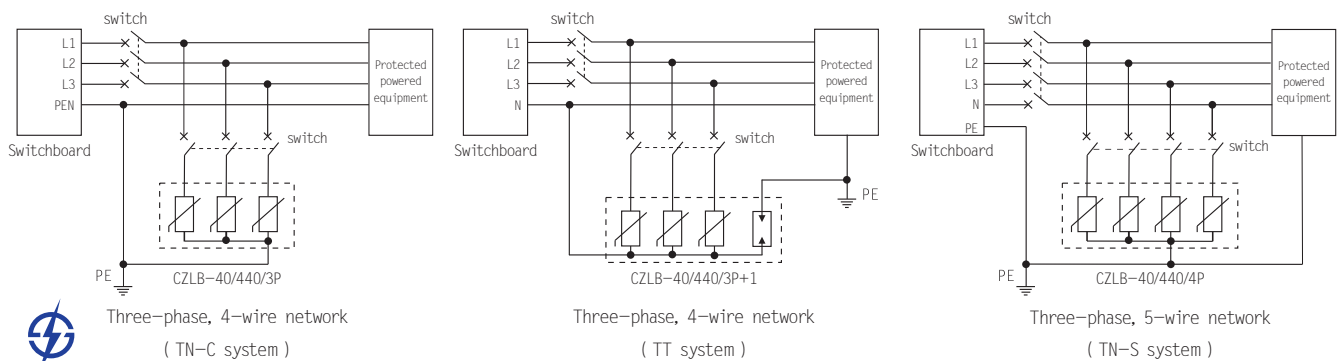 switch
L1
L2
L3
PEN
Protected
powered
equipment
Switchboard
switch
PE
CZLB-40/440/3P
Three-phase, 4-wire network
( TN-C system )
switch
L1
L2
L3
N
Protected
powered
equipment
Switchboard
switch
PE
CZLB-40/440/3P+1
Three-phase, 4-wire network
( TT system )
switch
L1
L2
L3
N
PE
Protected
powered
equipment
Switchboard
switch
PE
CZLB-40/440/4P
Three-phase, 5-wire network
( TN-S system )